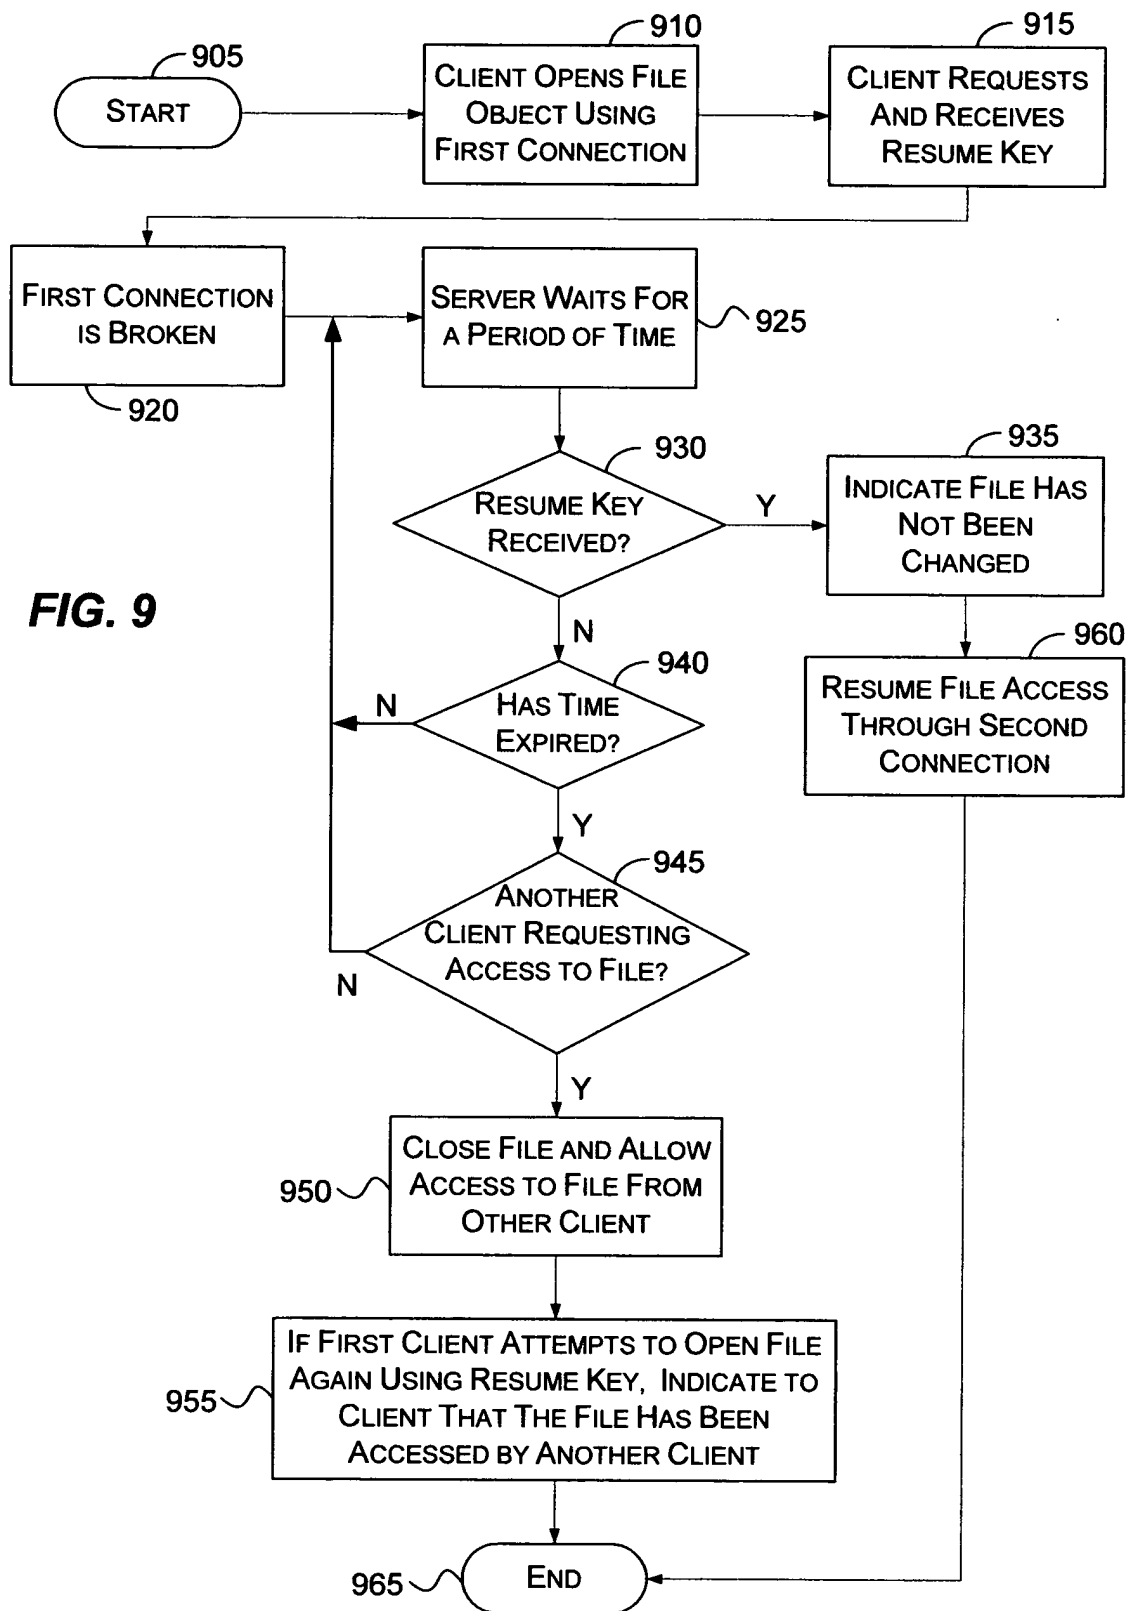 905
START
910
CLIENT OPENS FILE
OBJECT USING
FIRST CONNECTION
915
CLIENT REQUESTS
AND RECEIVES
RESUME KEY
FIRST CONNECTION
IS BROKEN
920
SERVER WAITS FOR
A PERIOD OF TIME
925
930
RESUME KEY
RECEIVED?
Y
N
935
INDICATE FILE HAS
NOT BEEN
CHANGED
FIG. 9
940
HAS TIME
EXPIRED?
N
Y
960
RESUME FILE ACCESS
THROUGH SECOND
CONNECTION
945
ANOTHER
CLIENT REQUESTING
ACCESS TO FILE?
N
Y
950
CLOSE FILE AND ALLOW
ACCESS TO FILE FROM
OTHER CLIENT
955
IF FIRST CLIENT ATTEMPTS TO OPEN FILE
AGAIN USING RESUME KEY, INDICATE TO
CLIENT THAT THE FILE HAS BEEN
ACCESSED BY ANOTHER CLIENT
965
END